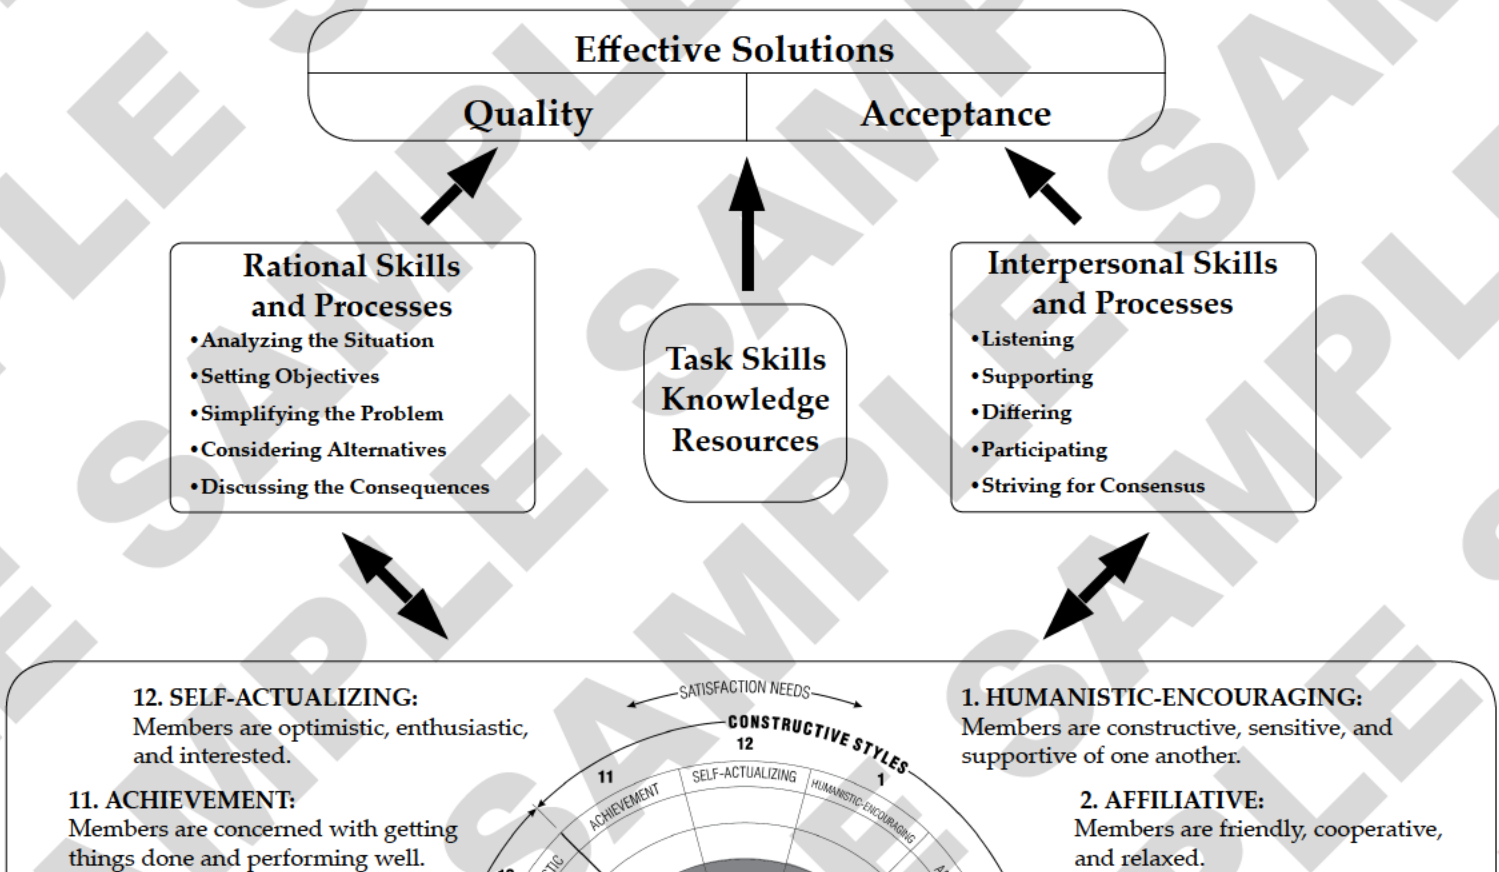 Effective Solutions
Quality
Acceptance
Rational Skills
and Processes
•Analyzing the Situation
•Setting Objectives
•Simplifying the Problem
•Considering Alternatives
•Discussing the Consequences
Task Skills
Knowledge
Resources
Interpersonal Skills
and Processes
•Listening
•Supporting
•Differing
•Participating
•Striving for Consensus
12. SELF-ACTUALIZING:
Members are optimistic, enthusiastic,
and interested.
11. ACHIEVEMENT:
Members are concerned with getting
things done and performing well.
SATISFACTION NEEDS
CONSTRUCTIVE STYLES
11
12
1
ACHIEVEMENT
SELF-ACTUALIZING
HUMANISTIC-ENCOURAGING
1. HUMANISTIC-ENCOURAGING:
Members are constructive, sensitive, and
supportive of one another.
2. AFFILIATIVE:
Members are friendly, cooperative,
and relaxed.
SAMPLE SAMPLE SAMPLE